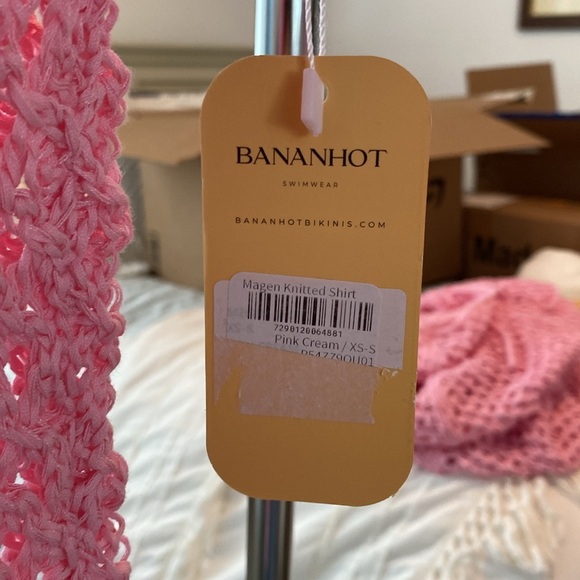 BANANHOT
SWIMWEAR
BANANHOTBIKINIS.COM
Magen Knitted Shirt
7290120064881
Pink Cream / XS-S